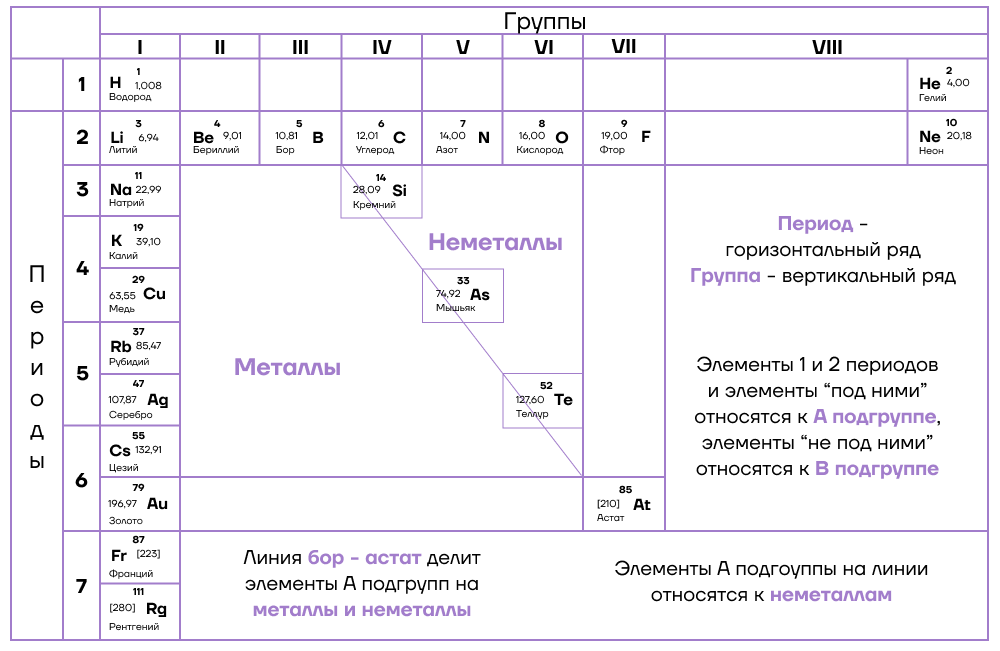 Группы
I II III IV V VI VII VIII
Периоды
1
1
H 1,008
Водород
2
He 4,00
Гелий
2
3
Li 6,94
Литий
4
Be 9,01
Бериллий
5
10,81 B
Бор
6
12,01 C
Углерод
7
14,00 N
Азот
8
16,00 O
Кислород
9
19,00 F
Фтор
10
Ne 20,18
Неон
3
11
Na 22,99
Натрий
14
28,09 Si
Кремний
4
19
K 39,10
Калий
29
63,55 Cu
Медь
33
74,92 As
Мышьяк
5
37
Rb 85,47
Рубидий
47
107,87 Ag
Серебро
52
127,60 Te
Теллур
6
55
Cs 132,91
Цезий
79
196,97 Au
Золото
85
[210] At
Астат
7
87
Fr [223]
Франций
111
[280] Rg
Рентгений
Неметаллы
Металлы
Период -
горизонтальный ряд
Группа - вертикальный ряд
Элементы 1 и 2 периодов
и элементы “под ними”
относятся к А подгруппе,
элементы “не под ними”
относятся к В подгруппе
Линия бор - астат делит
элементы А подгрупп на
металлы и неметаллы
Элементы А подгоуппы на линии
относятся к неметаллам